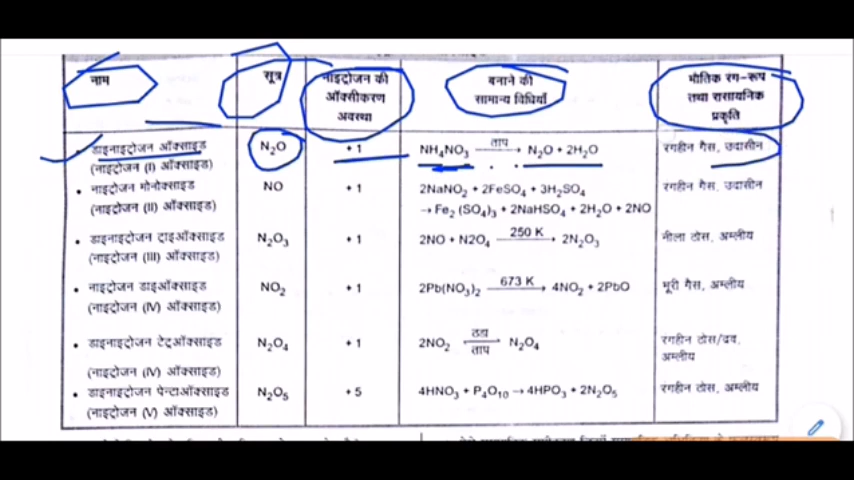 नाम सूत्र नाइट्रोजन की ऑक्सीकरण अवस्था बनाने की सामान्य विधियाँ भौतिक रंग-रूप तथा रासायनिक प्रकृति
डाइनाइट्रोजन ऑक्साइड N₂O + 1 NH₄NO₃ —ताप→ N₂O + 2H₂O रंगहीन गैस, उदासीन
(नाइट्रोजन (I) ऑक्साइड)
• नाइट्रोजन मोनोक्साइड NO + 1 2NaNO₂ + 2FeSO₄ + 3H₂SO₄ रंगहीन गैस, उदासीन
(नाइट्रोजन (II) ऑक्साइड) → Fe₂ (SO₄)₃ + 2NaHSO₄ + 2H₂O + 2NO
• डाइनाइट्रोजन ट्राइऑक्साइड N₂O₃ + 1 2NO + N2O₄ —250 K→ 2N₂O₃ नीला ठोस, अम्लीय
(नाइट्रोजन (III) ऑक्साइड)
• नाइट्रोजन डाइऑक्साइड NO₂ + 1 2Pb(NO₃)₂ —673 K→ 4NO₂ + 2PbO भूरी गैस, अम्लीय
(नाइट्रोजन (IV) ऑक्साइड)
• डाइनाइट्रोजन टेट्रऑक्साइड N₂O₄ + 1 2NO₂ ⇌ ठंडा ताप N₂O₄ रंगहीन ठोस/द्रव, अम्लीय
(नाइट्रोजन (IV) ऑक्साइड)
• डाइनाइट्रोजन पेन्टाऑक्साइड N₂O₅ + 5 4HNO₃ + P₄O₁₀ → 4HPO₃ + 2N₂O₅ रंगहीन ठोस, अम्लीय
(नाइट्रोजन (V) ऑक्साइड)